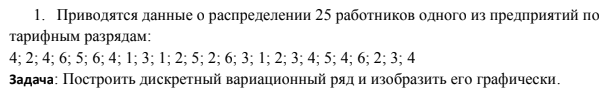 1. Приводятся данные о распределении 25 работников одного из предприятий по
тарифным разрядам:
4; 2; 4; 6; 5; 6; 4; 1; 3; 1; 2; 5; 2; 6; 3; 1; 2; 3; 4; 5; 4; 6; 2; 3; 4
Задача: Построить дискретный вариационный ряд и изобразить его графически.